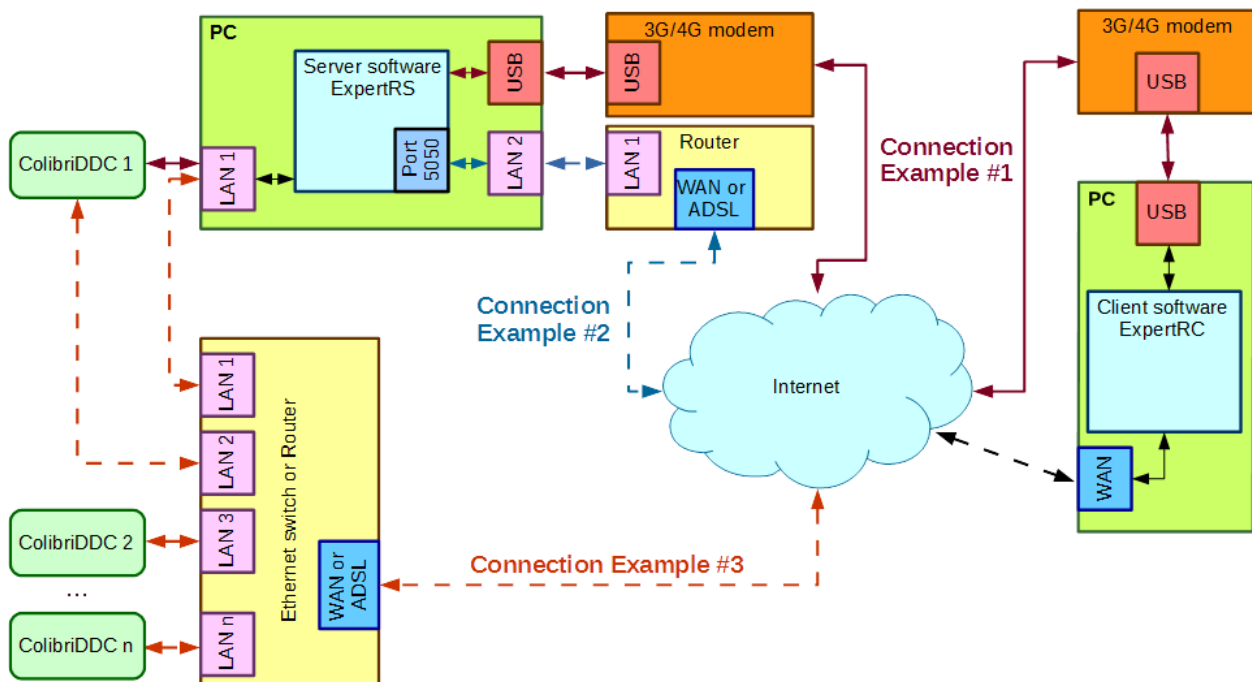 PC
Server software
ExpertRS
Port
5050
USB
LAN 2
LAN 1
ColibriDDC 1
3G/4G modem
USB
Router
LAN 1
WAN or
ADSL
Connection
Example #1
3G/4G modem
USB
PC
USB
Client software
ExpertRC
WAN
Connection
Example #2
Internet
LAN 1
LAN 2
LAN 3
LAN n
Ethernet switch or Router
WAN or
ADSL
Connection Example #3
ColibriDDC 2
...
ColibriDDC n